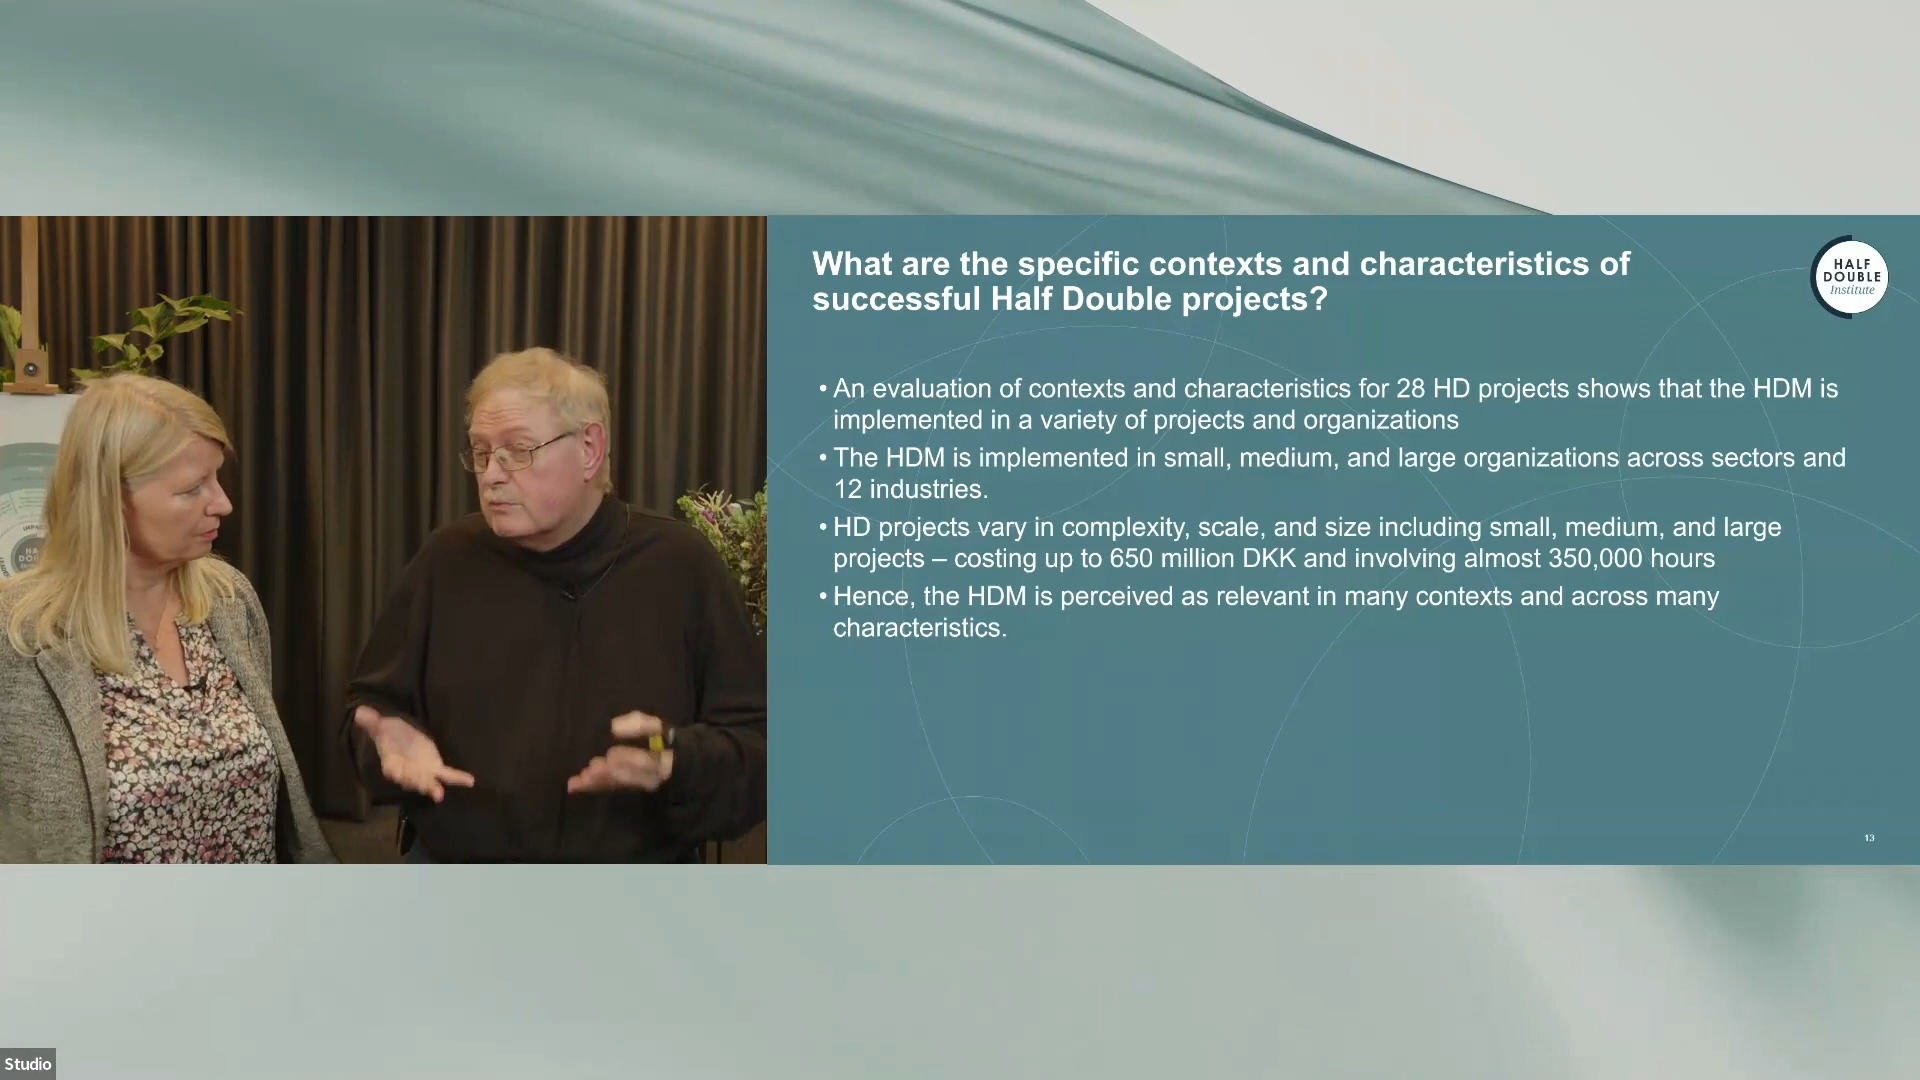 What are the specific contexts and characteristics of
successful Half Double projects?
HALF
DOUBLE
Institute
• An evaluation of contexts and characteristics for 28 HD projects shows that the HDM is
implemented in a variety of projects and organizations
• The HDM is implemented in small, medium, and large organizations across sectors and
12 industries.
• HD projects vary in complexity, scale, and size including small, medium, and large
projects – costing up to 650 million DKK and involving almost 350,000 hours
• Hence, the HDM is perceived as relevant in many contexts and across many
characteristics.
13
Studio